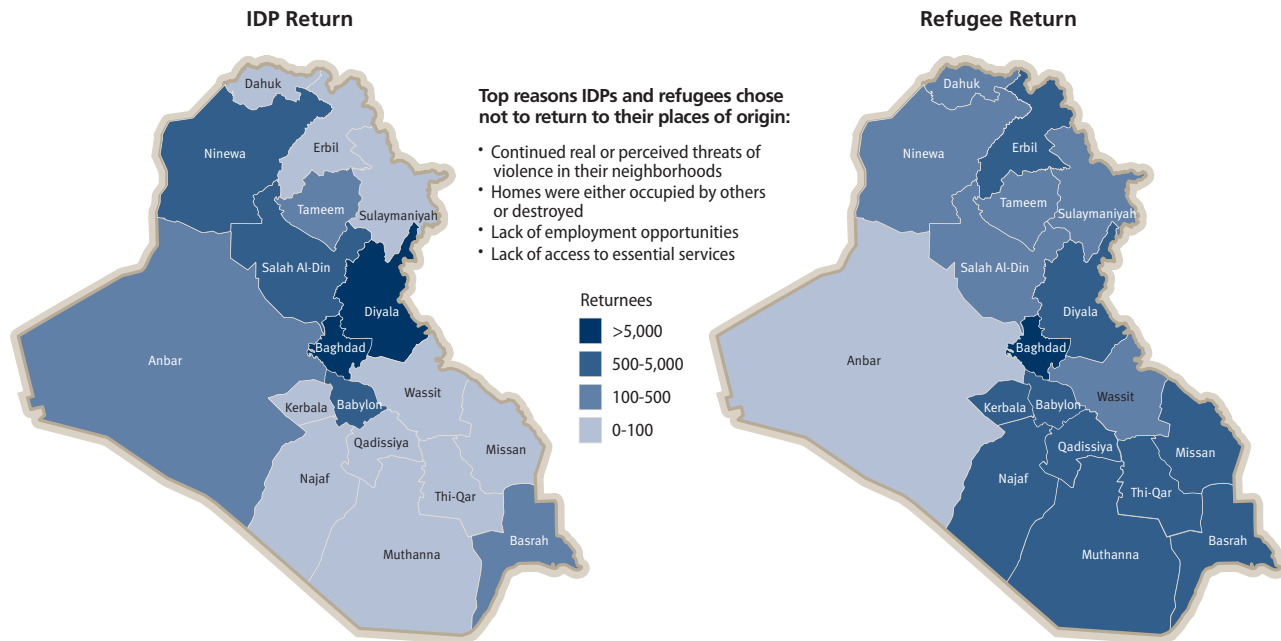 IDP Return
Dahuk
Ninewa
Erbil
Tameem
Sulaymaniyah
Salah Al-Din
Diyala
Anbar
Baghdad
Wassit
Kerbala
Babylon
Qadissiya
Missan
Najaf
Thi-Qar
Muthanna
Basrah
Top reasons IDPs and refugees chose
not to return to their places of origin:
• Continued real or perceived threats of
violence in their neighborhoods
• Homes were either occupied by others
or destroyed
• Lack of employment opportunities
• Lack of access to essential services
Returnees
>5,000
500-5,000
100-500
0-100
Refugee Return
Dahuk
Ninewa
Erbil
Tameem
Sulaymaniyah
Salah Al-Din
Diyala
Anbar
Baghdad
Wassit
Kerbala
Babylon
Qadissiya
Missan
Najaf
Thi-Qar
Muthanna
Basrah